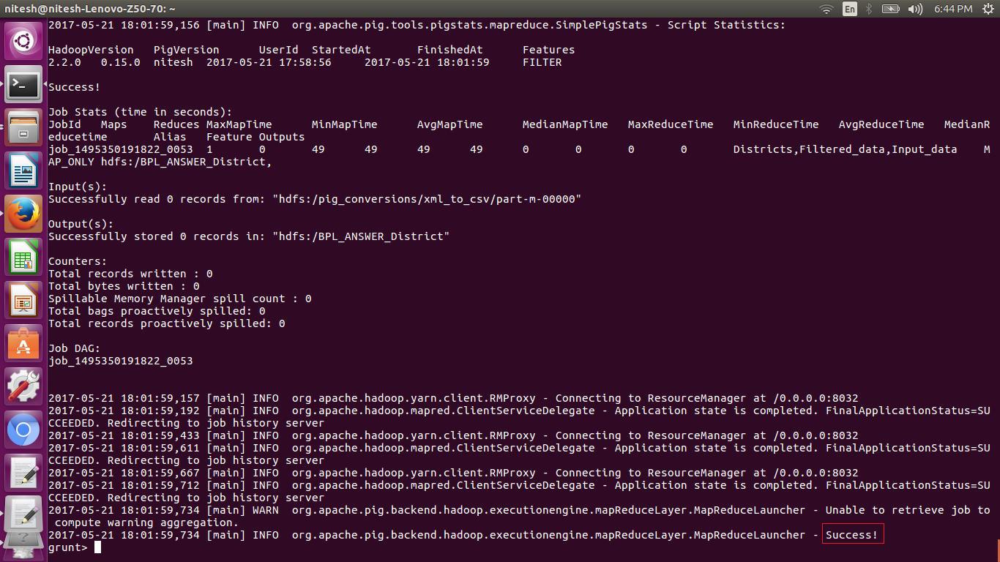 nitesh@nitesh-Lenovo-Z50-70: ~
En
6:44 PM
2017-05-21 18:01:59,156 [main] INFO  org.apache.pig.tools.pigstats.mapreduce.SimplePigStats - Script Statistics:
HadoopVersion   PigVersion      UserId  StartedAt       FinishedAt      Features
2.2.0   0.15.0  nitesh  2017-05-21 17:58:56     2017-05-21 18:01:59     FILTER
Success!
Job Stats (time in seconds):
JobId   Maps    Reduces MaxMapTime      MinMapTime      AvgMapTime      MedianMapTime   MaxReduceTime   MinReduceTime   AvgReduceTime   MedianR
educetime       Alias   Feature Outputs
job_1495350191822_0053  1       0       49      49      49      49      0       0       0       0       Districts,Filtered_data,Input_data    M
AP_ONLY hdfs:/BPL_ANSWER_District,
Input(s):
Successfully read 0 records from: "hdfs:/pig_conversions/xml_to_csv/part-m-00000"
Output(s):
Successfully stored 0 records in: "hdfs:/BPL_ANSWER_District"
Counters:
Total records written : 0
Total bytes written : 0
Spillable Memory Manager spill count : 0
Total bags proactively spilled: 0
Total records proactively spilled: 0
Job DAG:
job_1495350191822_0053
2017-05-21 18:01:59,157 [main] INFO  org.apache.hadoop.yarn.client.RMProxy - Connecting to ResourceManager at /0.0.0.0:8032
2017-05-21 18:01:59,192 [main] INFO  org.apache.hadoop.mapred.ClientServiceDelegate - Application state is completed. FinalApplicationStatus=SU
CCEEDED. Redirecting to job history server
2017-05-21 18:01:59,433 [main] INFO  org.apache.hadoop.yarn.client.RMProxy - Connecting to ResourceManager at /0.0.0.0:8032
2017-05-21 18:01:59,611 [main] INFO  org.apache.hadoop.mapred.ClientServiceDelegate - Application state is completed. FinalApplicationStatus=SU
CCEEDED. Redirecting to job history server
2017-05-21 18:01:59,667 [main] INFO  org.apache.hadoop.yarn.client.RMProxy - Connecting to ResourceManager at /0.0.0.0:8032
2017-05-21 18:01:59,712 [main] INFO  org.apache.hadoop.mapred.ClientServiceDelegate - Application state is completed. FinalApplicationStatus=SU
CCEEDED. Redirecting to job history server
2017-05-21 18:01:59,734 [main] WARN  org.apache.pig.backend.hadoop.executionengine.mapReduceLayer.MapReduceLauncher - Unable to retrieve job to
 compute warning aggregation.
2017-05-21 18:01:59,734 [main] INFO  org.apache.pig.backend.hadoop.executionengine.mapReduceLayer.MapReduceLauncher - Success!
grunt>